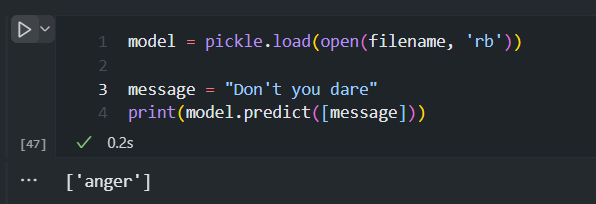 1 model = pickle.load(open(filename, 'rb'))
2
3 message = "Don't you dare"
4 print(model.predict([message]))
[47] 0.2s
... ['anger']